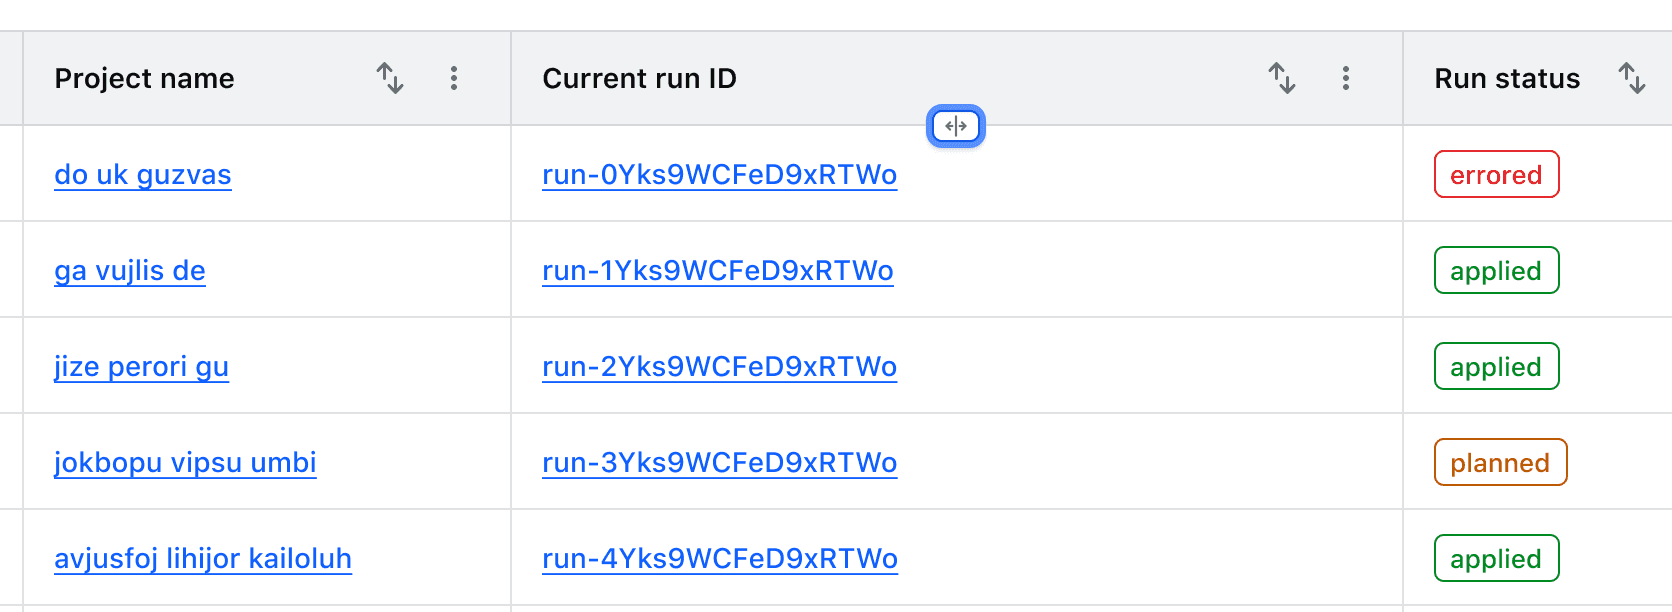 Project name Current run ID Run status
do uk guzvas run-0Yks9WCFeD9xRTWo errored
ga vujlis de run-1Yks9WCFeD9xRTWo applied
jize perori gu run-2Yks9WCFeD9xRTWo applied
jokbopu vipsu umbi run-3Yks9WCFeD9xRTWo planned
avjusfoj lihijor kailoluh run-4Yks9WCFeD9xRTWo applied